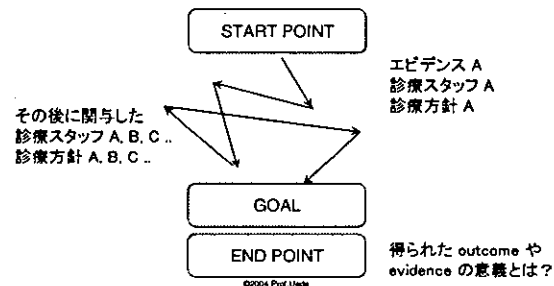 START POINT
エビデンス A
診療スタッフ A
診療方針 A
その後に関与した
診療スタッフ A, B, C ..
診療方針 A, B, C ..
GOAL
END POINT
得られた outcome や
evidence の意義とは?
©2004 Prof.Ueda